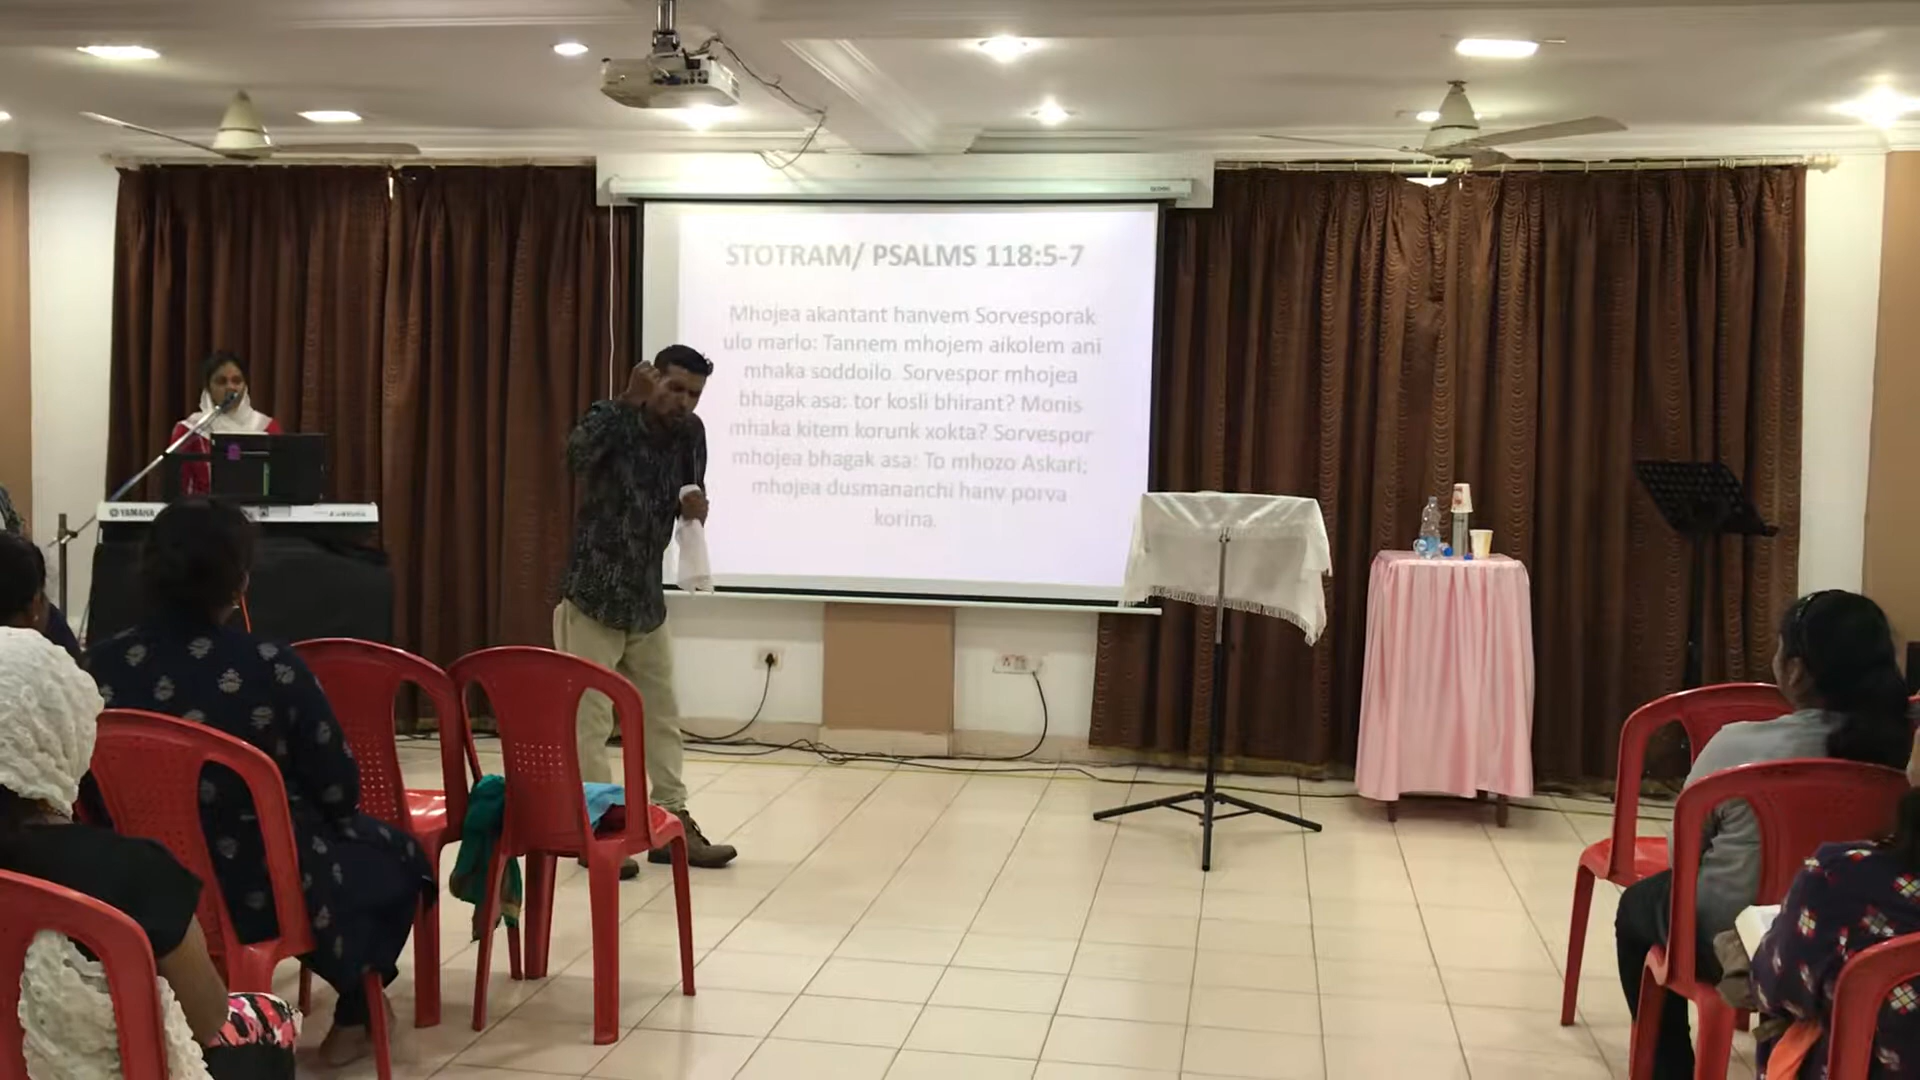 STOTRAM/ PSALMS 118:5-7
Mhojea akantant hanvem Sorvesporak
ulo marlo: Tannem mhojem aikolem ani
mhaka soddoilo. Sorvespor mhojea
bhagak asa: tor kosli bhirant? Monis
mhaka kitem korunk xokta? Sorvespor
mhojea bhagak asa: To mhozo Askari;
mhojea dusmananchi hanv porva
korina.
YAMAHA